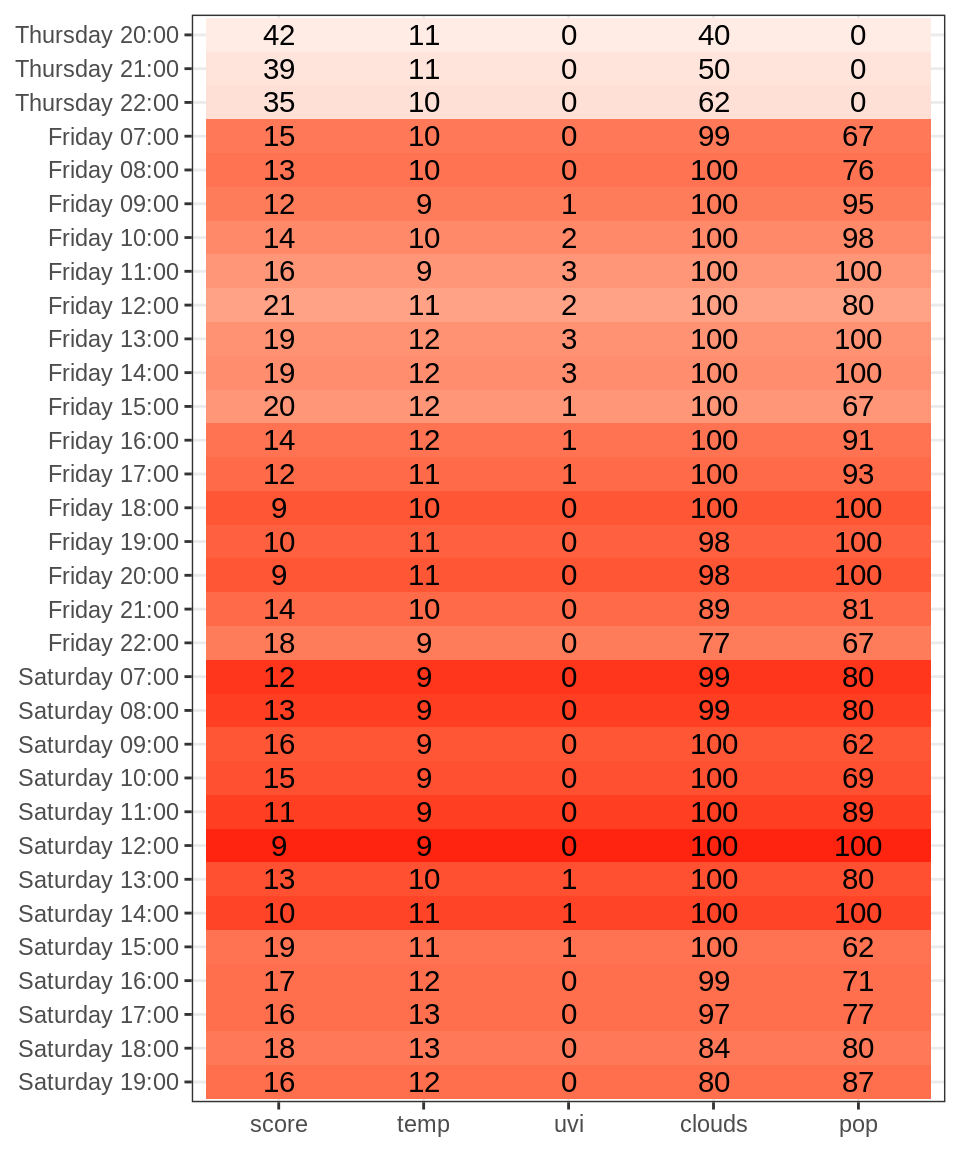 Thursday 20:00 42 11 0 40 0
Thursday 21:00 39 11 0 50 0
Thursday 22:00 35 10 0 62 0
Friday 07:00 15 10 0 99 67
Friday 08:00 13 10 0 100 76
Friday 09:00 12 9 1 100 95
Friday 10:00 14 10 2 100 98
Friday 11:00 16 9 3 100 100
Friday 12:00 21 11 2 100 80
Friday 13:00 19 12 3 100 100
Friday 14:00 19 12 3 100 100
Friday 15:00 20 12 1 100 67
Friday 16:00 14 12 1 100 91
Friday 17:00 12 11 1 100 93
Friday 18:00 9 10 0 100 100
Friday 19:00 10 11 0 98 100
Friday 20:00 9 11 0 98 100
Friday 21:00 14 10 0 89 81
Friday 22:00 18 9 0 77 67
Saturday 07:00 12 9 0 99 80
Saturday 08:00 13 9 0 99 80
Saturday 09:00 16 9 0 100 62
Saturday 10:00 15 9 0 100 69
Saturday 11:00 11 9 0 100 89
Saturday 12:00 9 9 0 100 100
Saturday 13:00 13 10 1 100 80
Saturday 14:00 10 11 1 100 100
Saturday 15:00 19 11 1 100 62
Saturday 16:00 17 12 0 99 71
Saturday 17:00 16 13 0 97 77
Saturday 18:00 18 13 0 84 80
Saturday 19:00 16 12 0 80 87
score temp uvi clouds pop